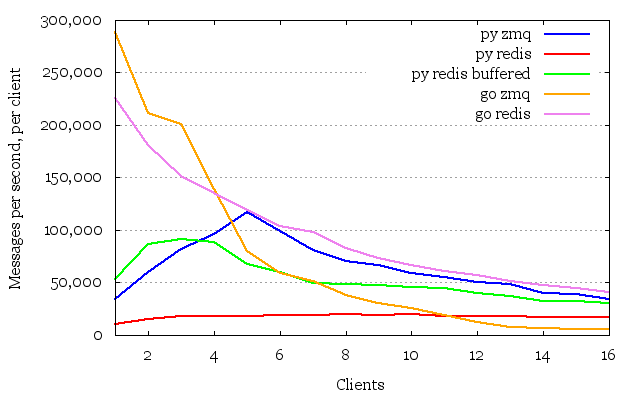 300,000
250,000
200,000
150,000
100,000
50,000
0
Messages per second, per client
py zmq
py redis
py redis buffered
go zmq
go redis
2 4 6 8 10 12 14 16
Clients